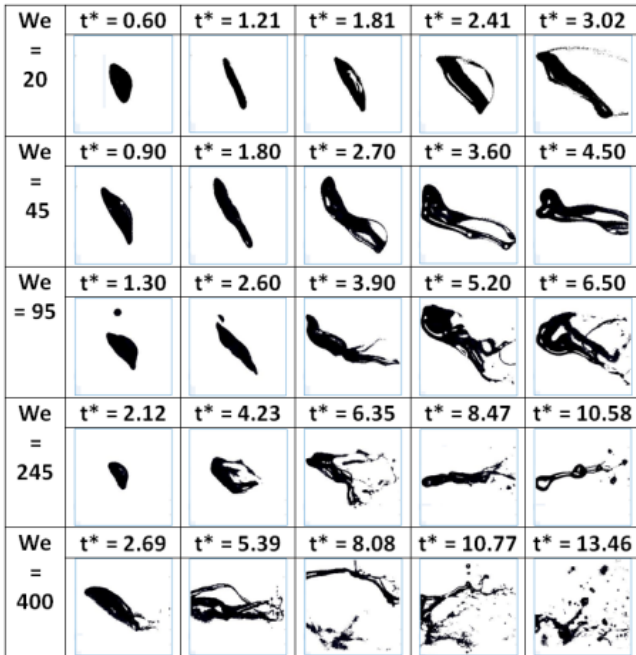 We = 20 t* = 0.60 t* = 1.21 t* = 1.81 t* = 2.41 t* = 3.02
We = 45 t* = 0.90 t* = 1.80 t* = 2.70 t* = 3.60 t* = 4.50
We = 95 t* = 1.30 t* = 2.60 t* = 3.90 t* = 5.20 t* = 6.50
We = 245 t* = 2.12 t* = 4.23 t* = 6.35 t* = 8.47 t* = 10.58
We = 400 t* = 2.69 t* = 5.39 t* = 8.08 t* = 10.77 t* = 13.46